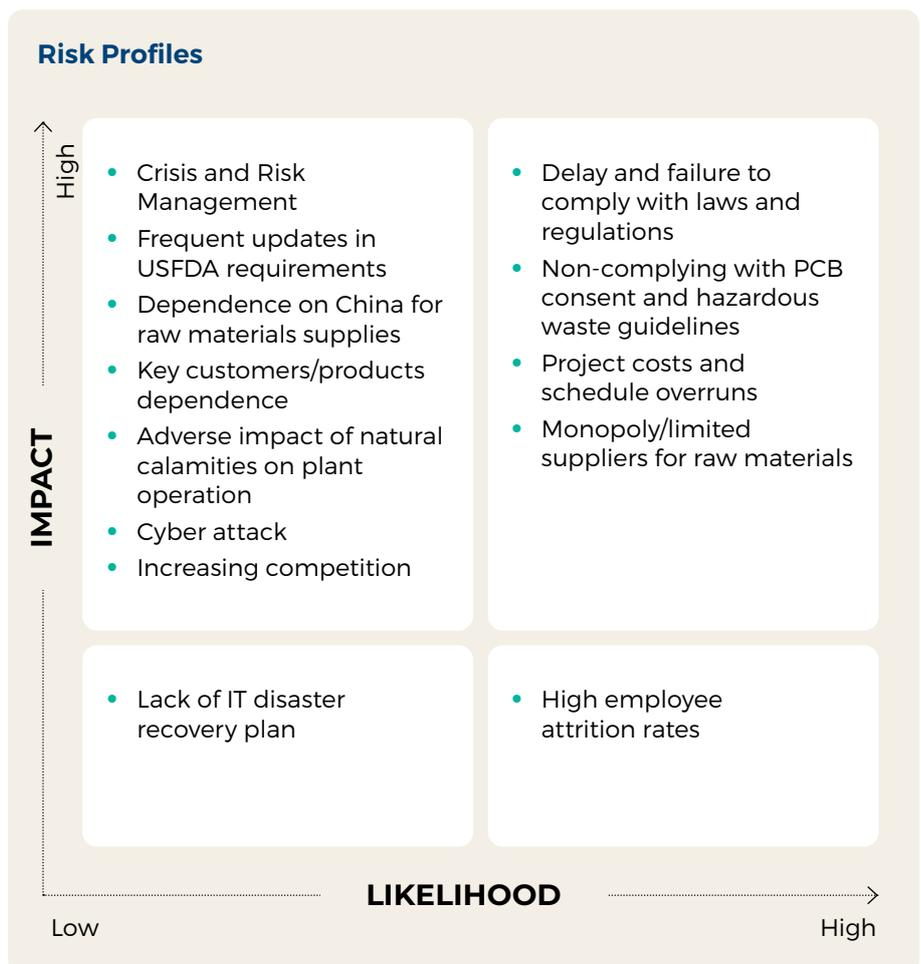 Risk Profiles
High
IMPACT
• Crisis and Risk
Management
• Frequent updates in
USFDA requirements
• Dependence on China for
raw materials supplies
• Key customers/products
dependence
• Adverse impact of natural
calamities on plant
operation
• Cyber attack
• Increasing competition
• Delay and failure to
comply with laws and
regulations
• Non-complying with PCB
consent and hazardous
waste guidelines
• Project costs and
schedule overruns
• Monopoly/limited
suppliers for raw materials
• Lack of IT disaster
recovery plan
• High employee
attrition rates
LIKELIHOOD
Low
High